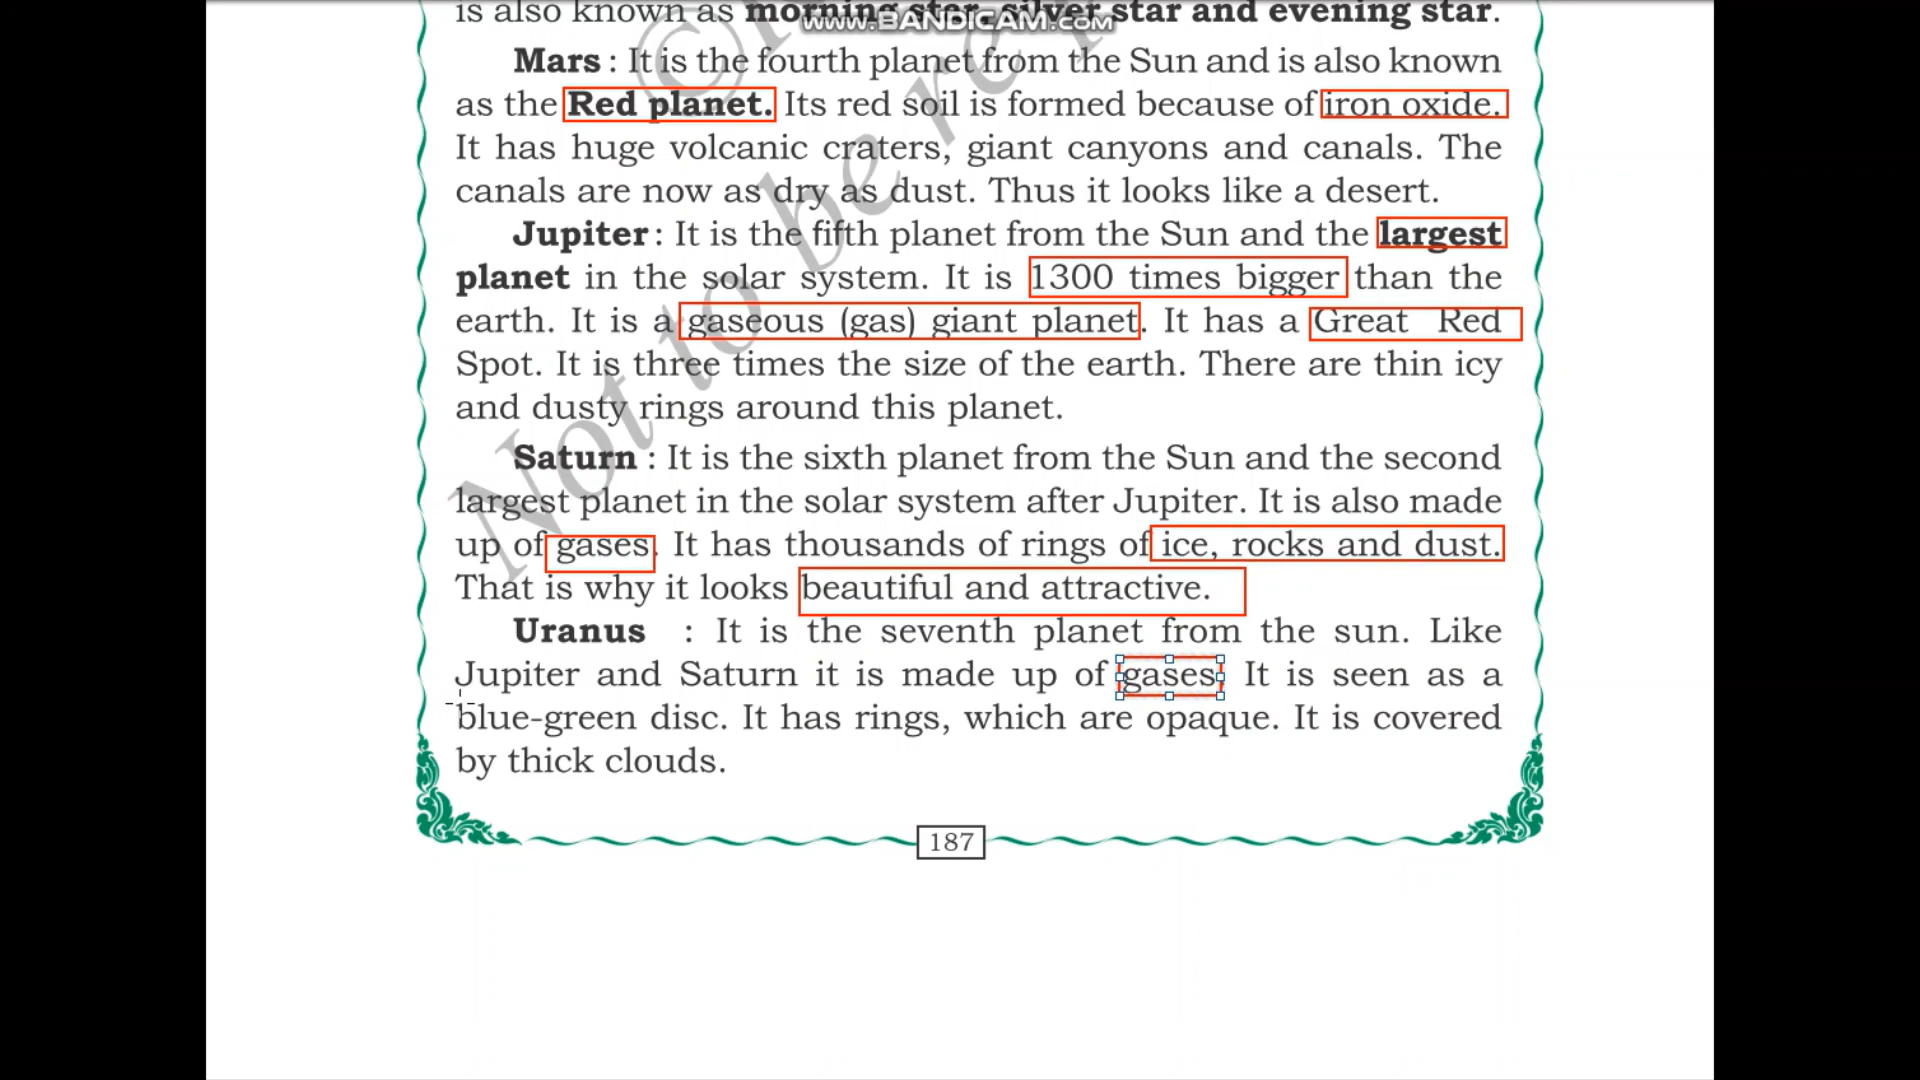 is also known as morning star, silver star and evening star.
www.BANDICAM.com
Mars : It is the fourth planet from the Sun and is also known
as the Red planet. Its red soil is formed because of iron oxide.
It has huge volcanic craters, giant canyons and canals. The
canals are now as dry as dust. Thus it looks like a desert.
Jupiter : It is the fifth planet from the Sun and the largest
planet in the solar system. It is 1300 times bigger than the
earth. It is a gaseous (gas) giant planet. It has a Great Red
Spot. It is three times the size of the earth. There are thin icy
and dusty rings around this planet.
Saturn : It is the sixth planet from the Sun and the second
largest planet in the solar system after Jupiter. It is also made
up of gases. It has thousands of rings of ice, rocks and dust.
That is why it looks beautiful and attractive.
Uranus : It is the seventh planet from the sun. Like
Jupiter and Saturn it is made up of gases. It is seen as a
blue-green disc. It has rings, which are opaque. It is covered
by thick clouds.
Not to be re
187